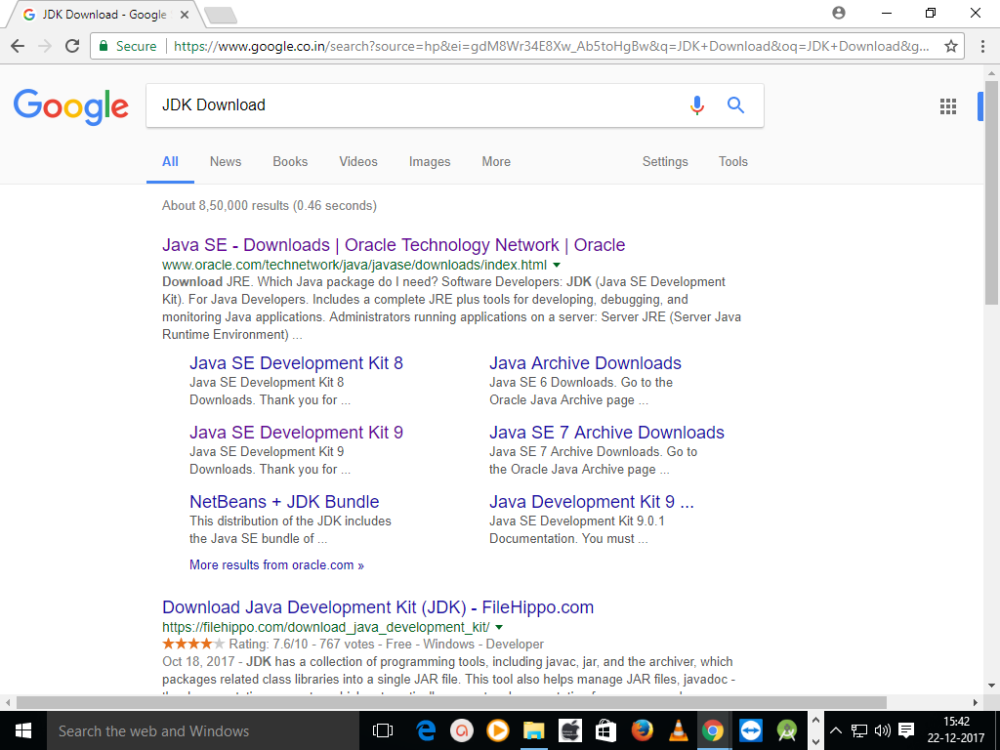 JDK Download - Google
Secure https://www.google.co.in/search?source=hp&ei=gdM8Wr34E8Xw_Ab5toHgBw&q=JDK+Download&oq=JDK+Download&g...
Google JDK Download
All News Books Videos Images More Settings Tools
About 8,50,000 results (0.46 seconds)
Java SE - Downloads | Oracle Technology Network | Oracle
www.oracle.com/technetwork/java/javase/downloads/index.html
Download JRE. Which Java package do I need? Software Developers: JDK (Java SE Development
Kit). For Java Developers. Includes a complete JRE plus tools for developing, debugging, and
monitoring Java applications. Administrators running applications on a server: Server JRE (Server Java
Runtime Environment) ...
Java SE Development Kit 8
Java SE Development Kit 8
Downloads. Thank you for ...
Java Archive Downloads
Java SE 6 Downloads. Go to the
Oracle Java Archive page ...
Java SE Development Kit 9
Java SE Development Kit 9
Downloads. Thank you for ...
Java SE 7 Archive Downloads
Java SE 7 Archive Downloads. Go to
the Oracle Java Archive page ...
NetBeans + JDK Bundle
This distribution of the JDK includes
the Java SE bundle of ...
Java Development Kit 9 ...
Java SE Development Kit 9.0.1
Documentation. You must ...
More results from oracle.com »
Download Java Development Kit (JDK) - FileHippo.com
https://filehippo.com/download_java_development_kit/
Rating: 7.6/10 - 767 votes - Free - Windows - Developer
Oct 18, 2017 - JDK has a collection of programming tools, including javac, jar, and the archiver, which
packages related class libraries into a single JAR file. This tool also helps manage JAR files, javadoc -
Search the web and Windows
15:42
22-12-2017